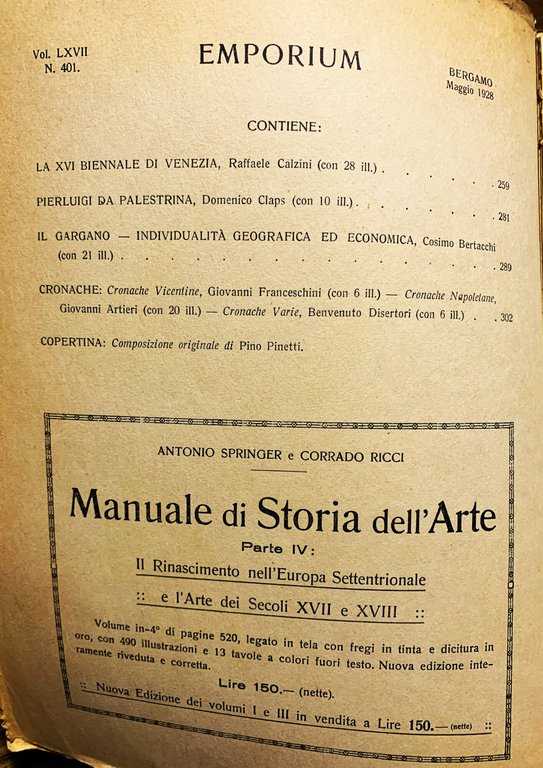 Vol. LXVII
N. 401.
EMPORIUM
BERGAMO
Maggio 1928
CONTIENE:
LA XVI BIENNALE DI VENEZIA, Raffaele Calzini (con 28 ill.) . . . . . . 259
PIERLUIGI DA PALESTRINA, Domenico Claps (con 10 ill.) . . . . . . . 281
IL GARGANO — INDIVIDUALITÀ GEOGRAFICA ED ECONOMICA, Cosimo Bertacchi
(con 21 ill.) . . . . . . . . . . . . . . . . . 289
CRONACHE: Cronache Vicentine, Giovanni Franceschini (con 6 ill.) — Cronache Napoletane,
Giovanni Artieri (con 20 ill.) — Cronache Varie, Benvenuto Disertori (con 6 ill.) . . 302
COPERTINA: Composizione originale di Pino Pinetti.
ANTONIO SPRINGER e CORRADO RICCI
Manuale di Storia dell'Arte
Parte IV:
Il Rinascimento nell'Europa Settentrionale
:: e l'Arte dei Secoli XVII e XVIII ::
Volume in-4° di pagine 520, legato in tela con fregi in tinta e dicitura in
oro, con 490 illustrazioni e 13 tavole a colori fuori testo. Nuova edizione inte-
ramente riveduta e corretta.
Lire 150.— (nette).
:: Nuova Edizione dei volumi I e III in vendita a Lire 150.— (nette) ::